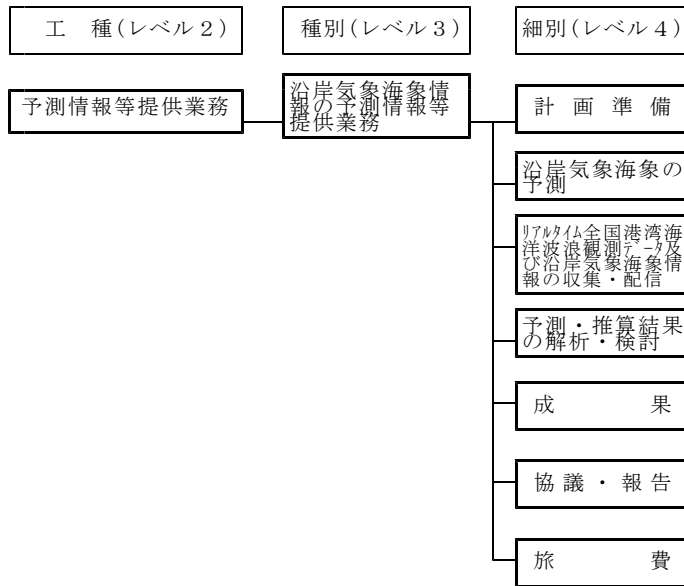 工　種(レベル２)
種別(レベル３)
細別(レベル４)
予測情報等提供業務
沿岸気象海象情
報の予測情報等
提供業務
計　画　準　備
沿岸気象海象の
予測
ﾘｱﾙﾀｲﾑ全国港湾海
洋波浪観測ﾃﾞｰﾀ及
び沿岸気象海象情
報の収集・配信
予測・推算結果
の解析・検討
成　　　果
協議・報告
旅　　　費